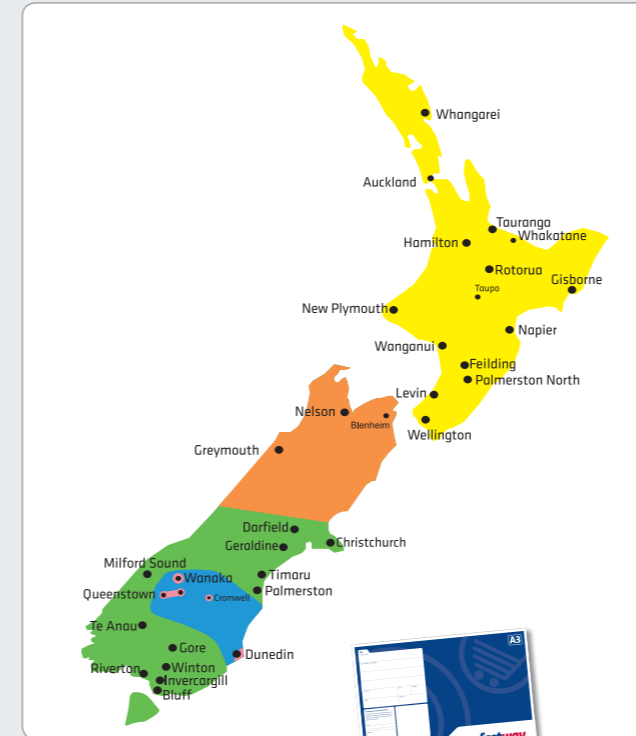 Whangarei
Auckland
Tauranga
Whakatane
Hamilton
Rotorua
Gisborne
Taupo
New Plymouth
Napier
Wanganui
Feilding
Palmerston North
Levin
Nelson
Blenheim
Wellington
Greymouth
Darfield
Geraldine
Christchurch
Milford Sound
Timaru
Wanaka
Queenstown
Palmerston
Cromwell
Te Anau
Gore
Dunedin
Riverton
Winton
Invercargill
Bluff
A3